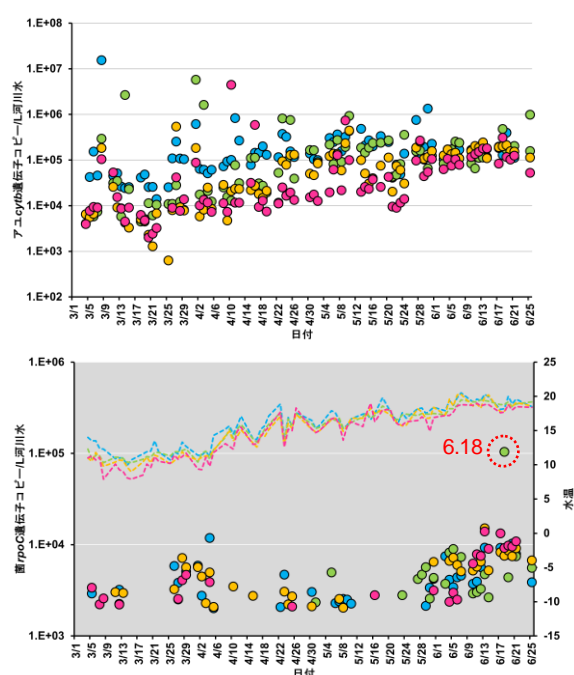 1.E+08
1.E+07
1.E+06
1.E+05
1.E+04
1.E+03
1.E+02
アユcytb遺伝子コピー/L河川水
3/1 3/5 3/9 3/13 3/17 3/21 3/25 3/29 4/2 4/6 4/10 4/14 4/18 4/22 4/26 4/30 5/4 5/8 5/12 5/16 5/20 5/24 5/28 6/1 6/5 6/9 6/13 6/17 6/21 6/25
日付
1.E+06
1.E+05
1.E+04
1.E+03
菌rpoC遺伝子コピー/L河川水
25
20
15
10
5
0
-5
-10
-15
水温
6.18
3/1 3/5 3/9 3/13 3/17 3/21 3/25 3/29 4/2 4/6 4/10 4/14 4/18 4/22 4/26 4/30 5/4 5/8 5/12 5/16 5/20 5/24 5/28 6/1 6/5 6/9 6/13 6/17 6/21 6/25
日付